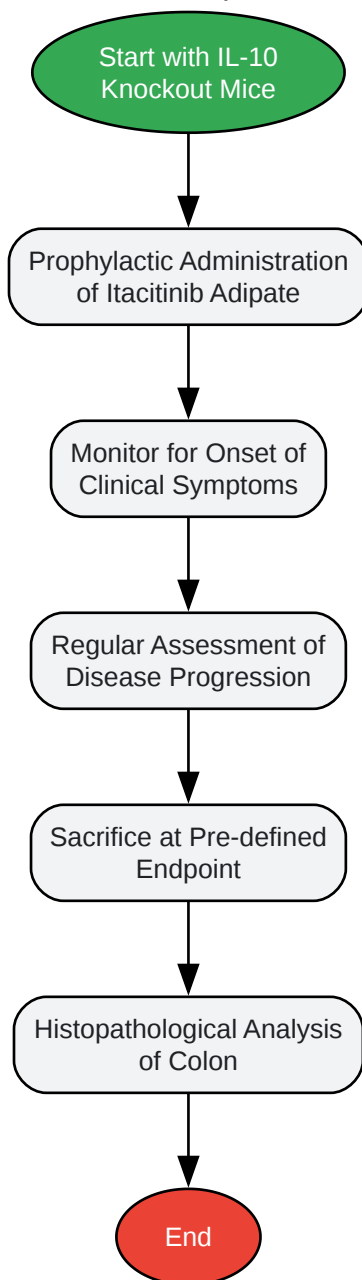 Start with IL-10
Knockout Mice
Prophylactic Administration
of Itacitinib Adipate
Monitor for Onset of
Clinical Symptoms
Regular Assessment of
Disease Progression
Sacrifice at Pre-defined
Endpoint
Histopathological Analysis
of Colon
End